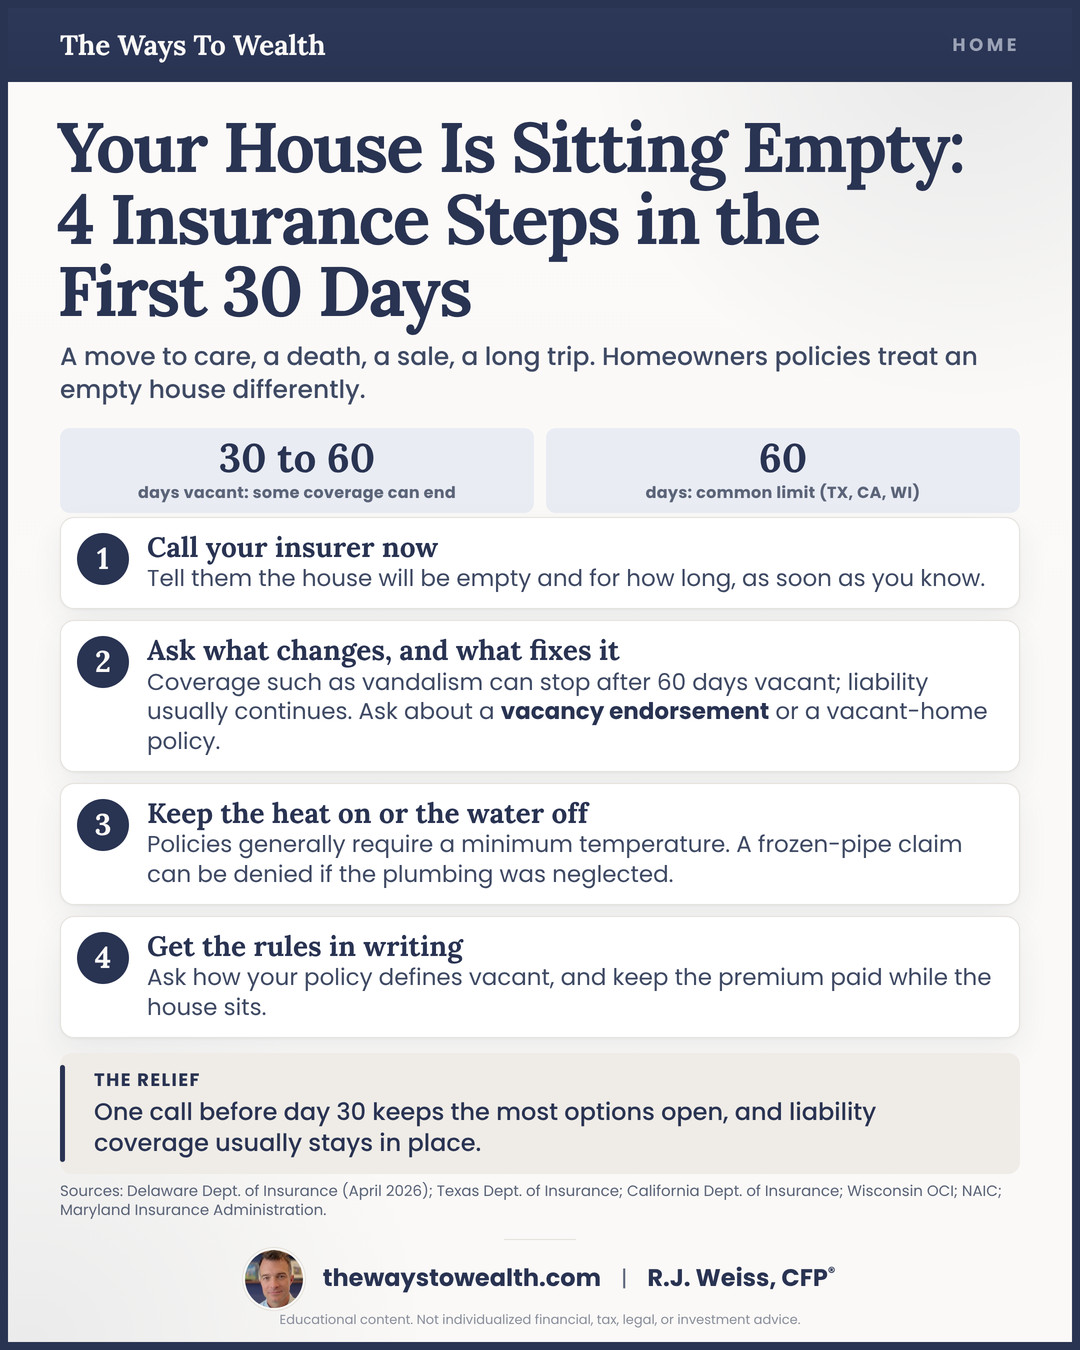 The Ways To Wealth
HOME
Your House Is Sitting Empty:
4 Insurance Steps in the
First 30 Days
A move to care, a death, a sale, a long trip. Homeowners policies treat an
empty house differently.
30 to 60
days vacant: some coverage can end
60
days: common limit (TX, CA, WI)
1
Call your insurer now
Tell them the house will be empty and for how long, as soon as you know.
2
Ask what changes, and what fixes it
Coverage such as vandalism can stop after 60 days vacant; liability
usually continues. Ask about a vacancy endorsement or a vacant-home
policy.
3
Keep the heat on or the water off
Policies generally require a minimum temperature. A frozen-pipe claim
can be denied if the plumbing was neglected.
4
Get the rules in writing
Ask how your policy defines vacant, and keep the premium paid while the
house sits.
THE RELIEF
One call before day 30 keeps the most options open, and liability
coverage usually stays in place.
Sources: Delaware Dept. of Insurance (April 2026); Texas Dept. of Insurance; California Dept. of Insurance; Wisconsin OCI; NAIC;
Maryland Insurance Administration.
thewaystowealth.com | R.J. Weiss, CFP®
Educational content. Not individualized financial, tax, legal, or investment advice.